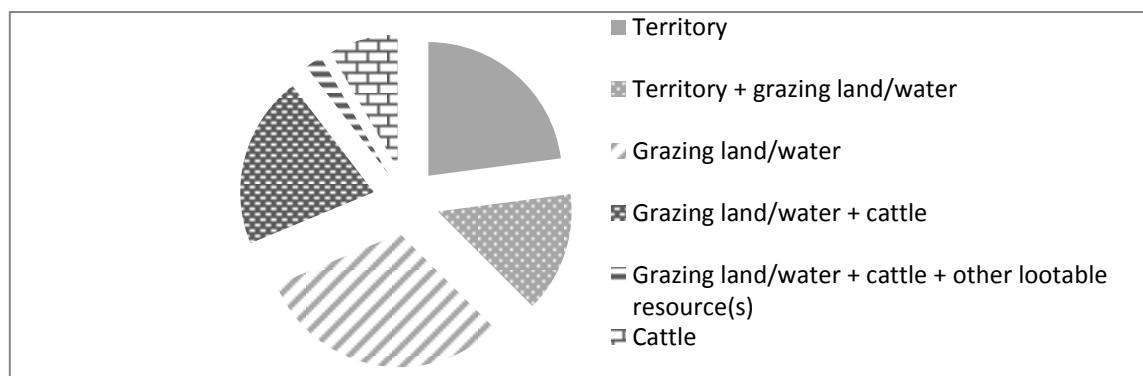 Territory
Territory + grazing land/water
Grazing land/water
Grazing land/water + cattle
Grazing land/water + cattle + other lootable
resource(s)
Cattle